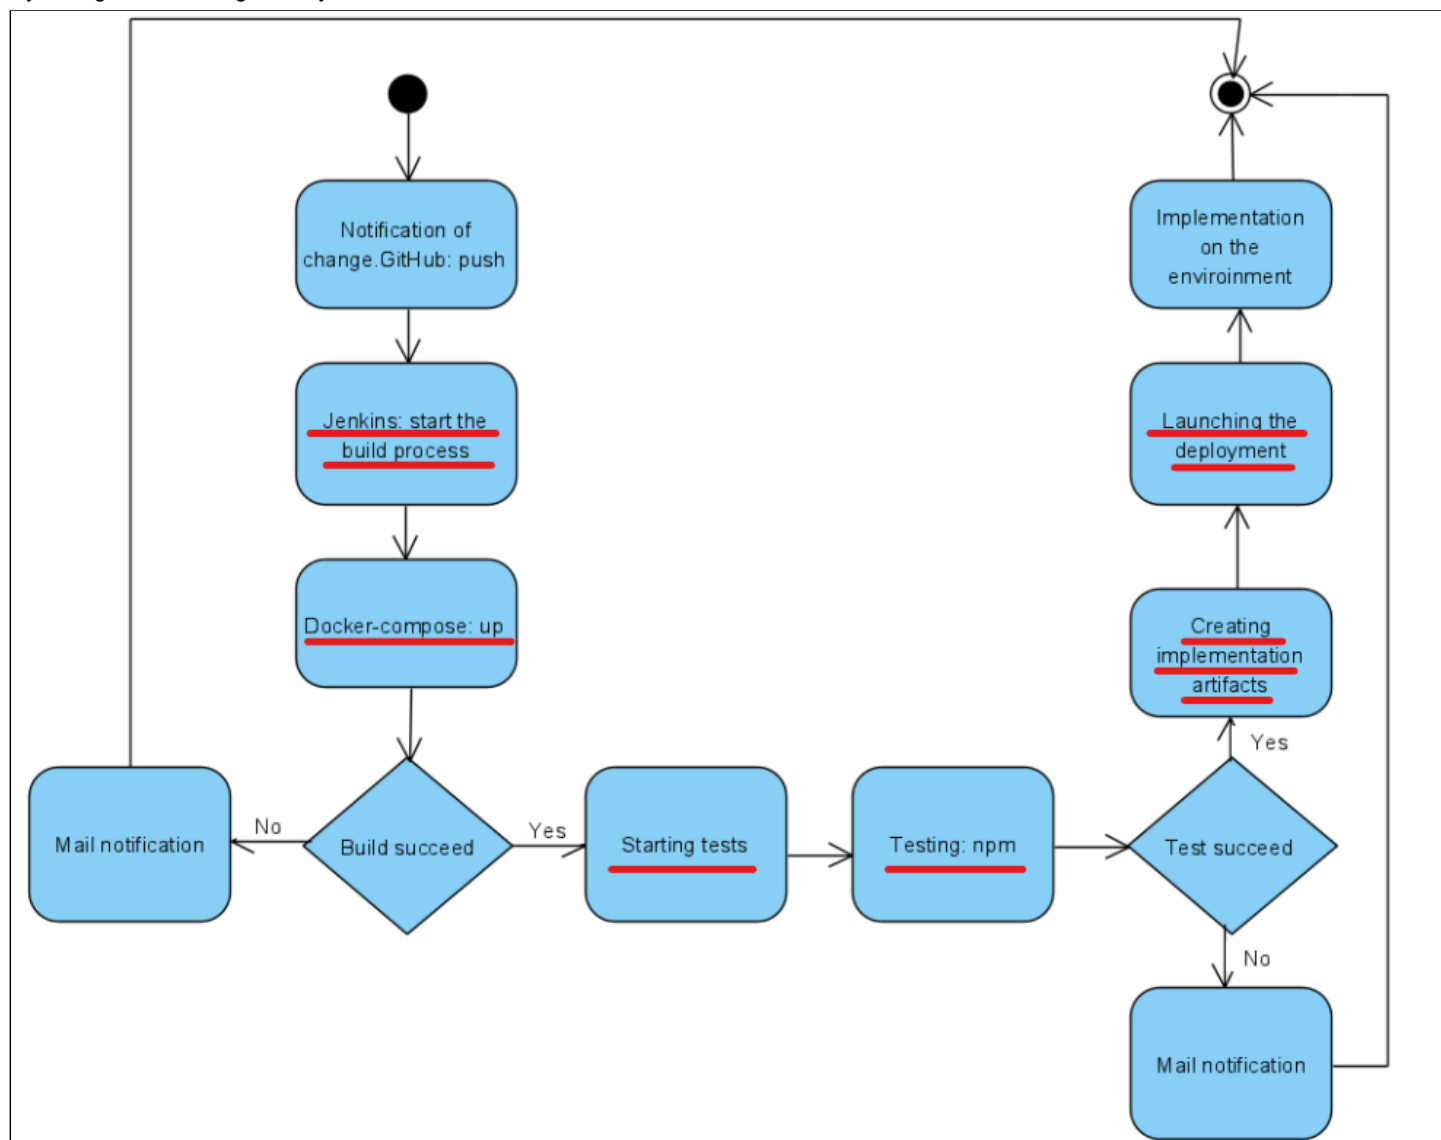 Notification of
change.GitHub: push
Jenkins: start the
build process
Docker-compose: up
Build succeed
No
Mail notification
Yes
Starting tests
Testing: npm
Test succeed
Yes
Creating
implementation
artifacts
Launching the
deployment
Implementation
on the
enviroinment
No
Mail notification